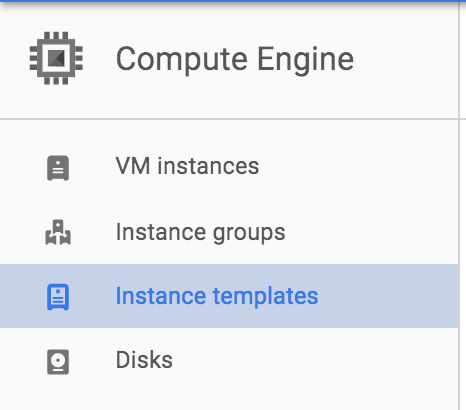 Compute Engine
VM instances
Instance groups
Instance templates
Disks